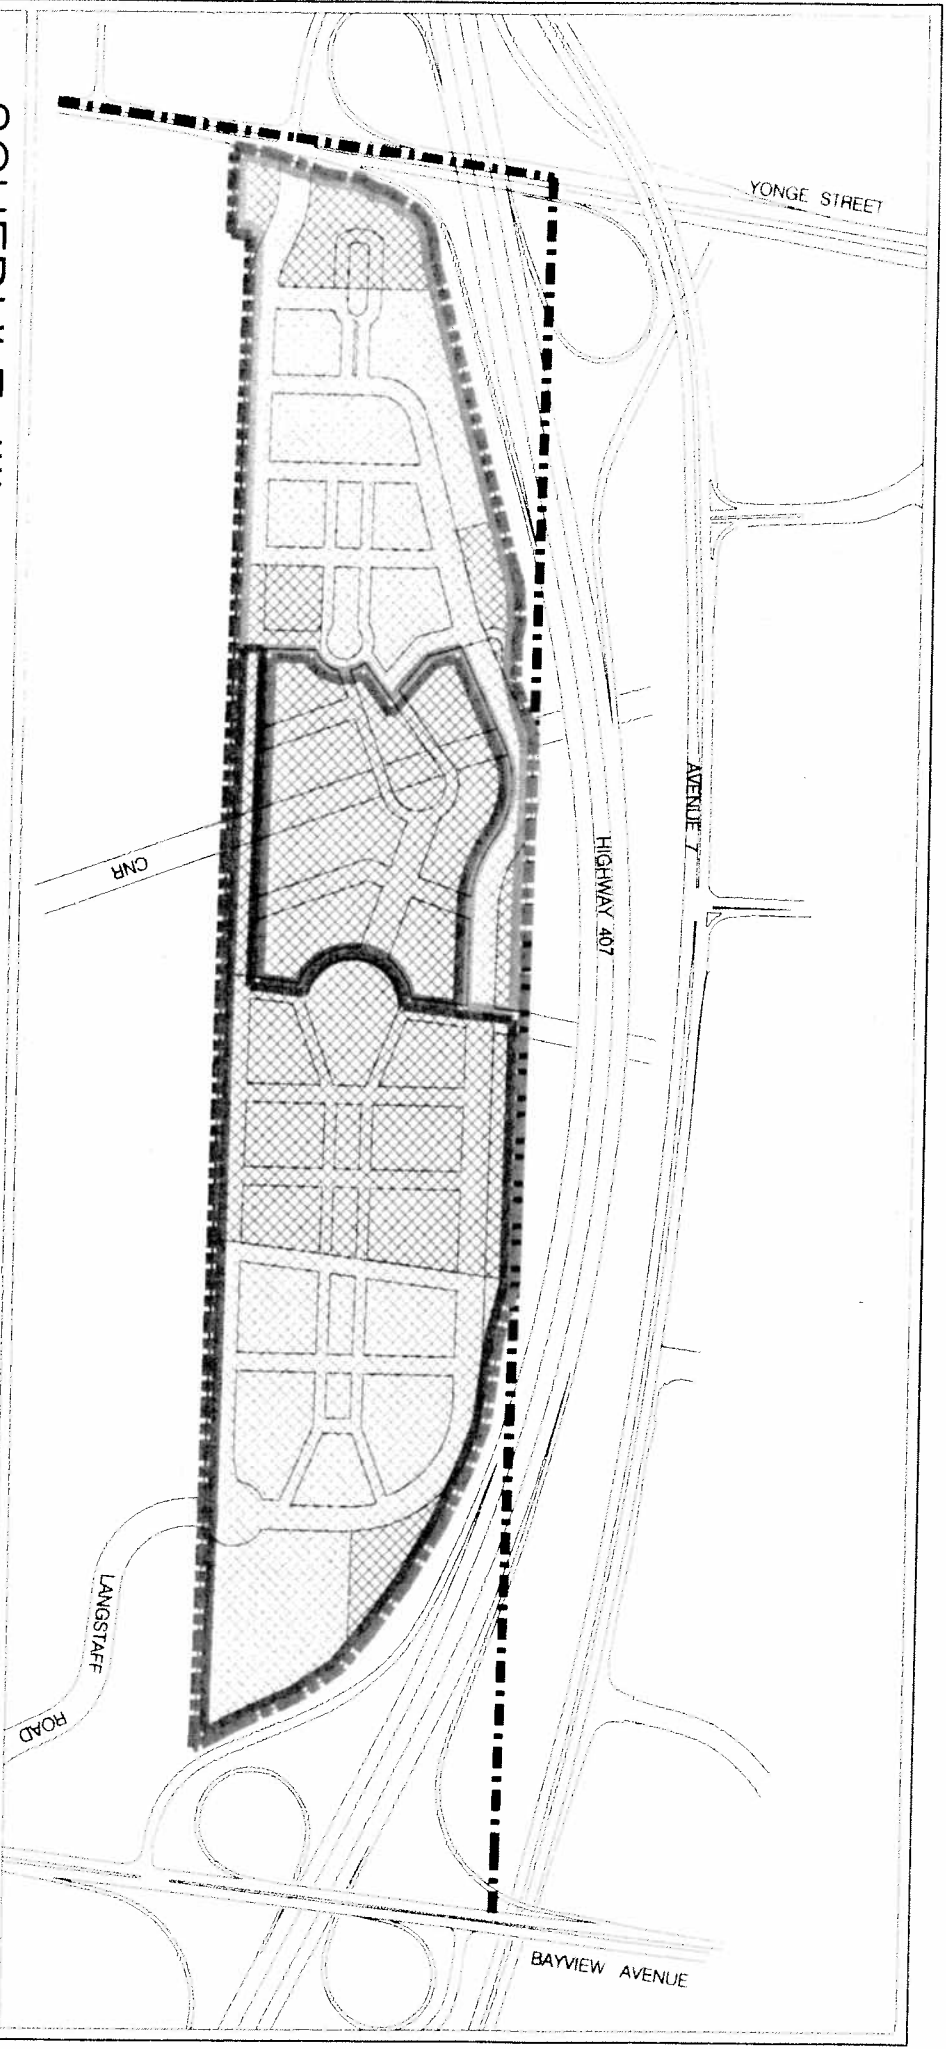 YONGE STREET
AVENUE 7
HIGHWAY 407
CNR
LANGSTAFF
ROAD
BAYVIEW AVENUE